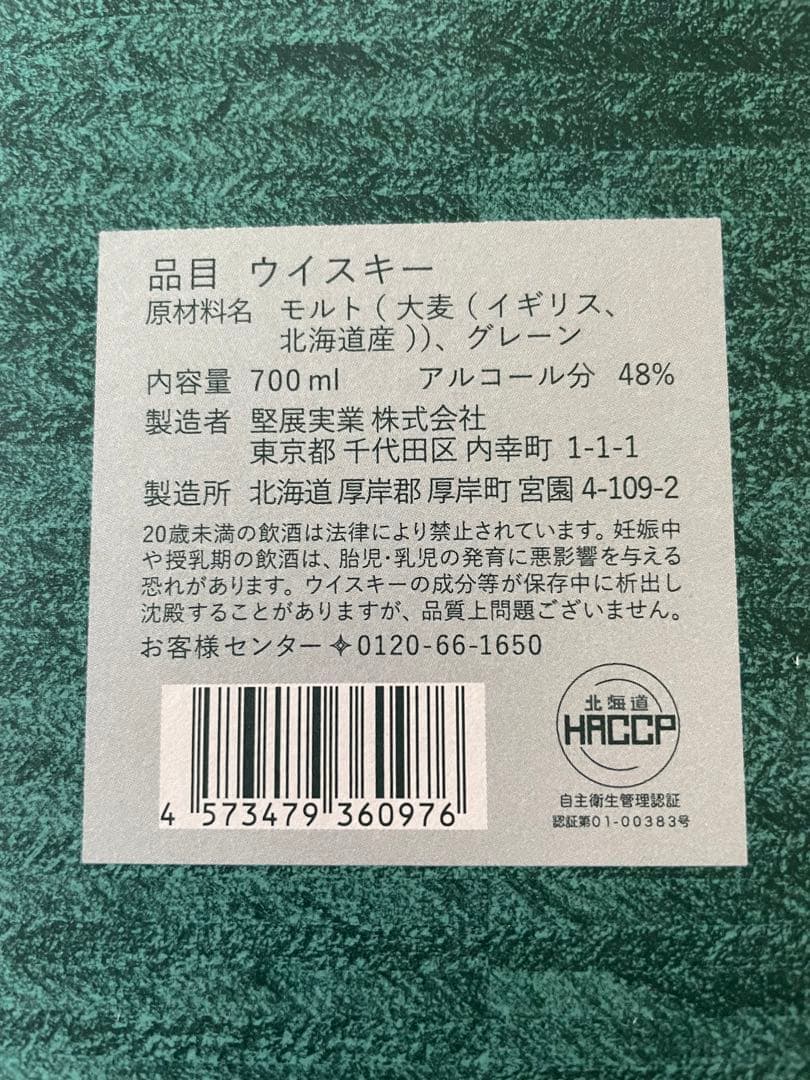 品目 ウイスキー
原材料名 モルト(大麦(イギリス、
北海道産))、グレーン
内容量 700ml アルコール分 48%
製造者 堅展実業 株式会社
東京都 千代田区 内幸町 1-1-1
製造所 北海道 厚岸郡 厚岸町 宮園 4-109-2
20歳未満の飲酒は法律により禁止されています。妊娠中
や授乳期の飲酒は、胎児・乳児の発育に悪影響を与える
恐れがあります。ウイスキーの成分等が保存中に析出し
沈殿することがありますが、品質上問題ございません。
お客様センター✧0120-66-1650
4 573479 360976
北海道
HACCP
自主衛生管理認証
認証第01-00383号